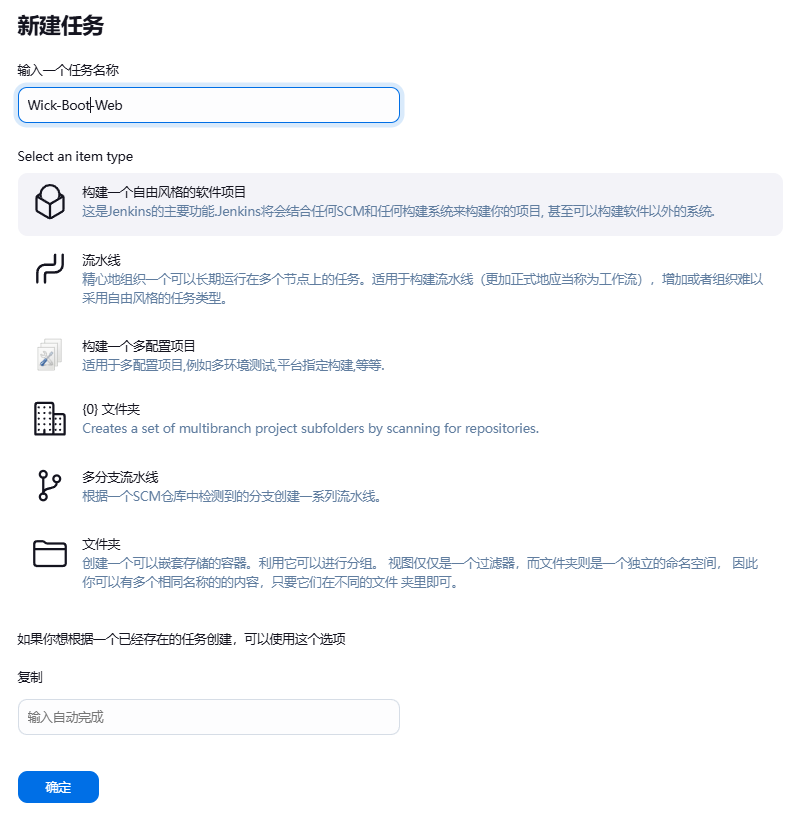 新建任务
输入一个任务名称
Wick-Boot-Web
Select an item type
构建一个自由风格的软件项目
这是Jenkins的主要功能.Jenkins将会结合任何SCM和任何构建系统来构建你的项目, 甚至可以构建软件以外的系统.
流水线
精心地组织一个可以长期运行在多个节点上的任务。适用于构建流水线（更加正式地应当称为工作流），增加或者组织难以
采用自由风格的任务类型。
构建一个多配置项目
适用于多配置项目,例如多环境测试,平台指定构建,等等.
{0} 文件夹
Creates a set of multibranch project subfolders by scanning for repositories.
多分支流水线
根据一个SCM仓库中检测到的分支创建一系列流水线。
文件夹
创建一个可以嵌套存储的容器。利用它可以进行分组。 视图仅仅是一个过滤器，而文件夹则是一个独立的命名空间， 因此
你可以有多个相同名称的的内容，只要它们在不同的文件 夹里即可。
如果你想根据一个已经存在的任务创建，可以使用这个选项
复制
输入自动完成
确定